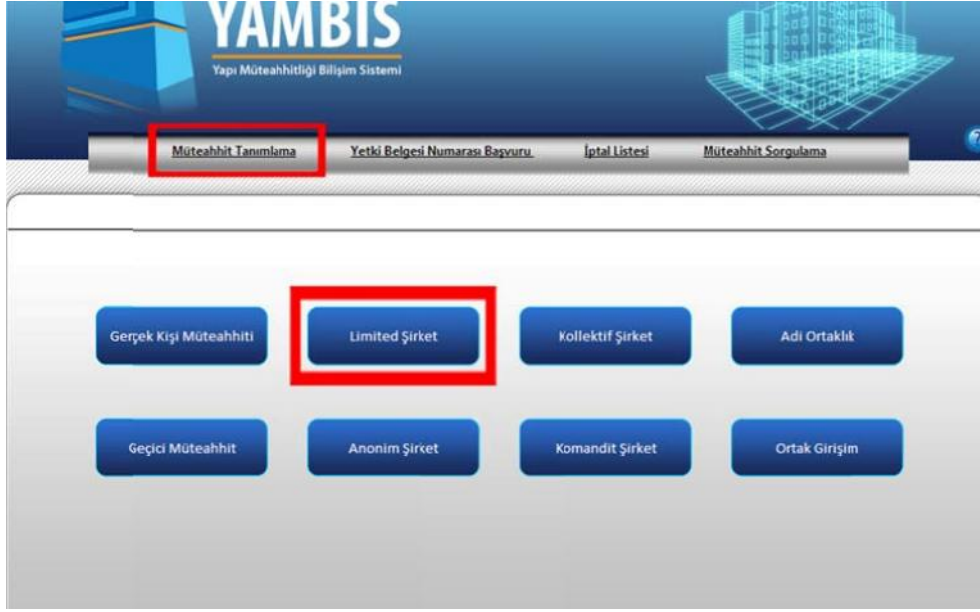 YAMBİS
Yapı Müteahhitliği Bilişim Sistemi
?
Müteahhit Tanımlama Yetki Belgesi Numarası Başvuru İptal Listesi Müteahhit Sorgulama
Gerçek Kişi Müteahhiti Limited Şirket Kollektif Şirket Adi Ortaklık
Geçici Müteahhit Anonim Şirket Komandit Şirket Ortak Girişim